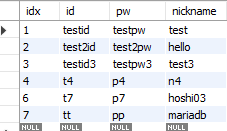 idx id pw nickname
1 testid testpw test
2 test2id test2pw hello
3 testid3 testpw3 test3
4 t4 p4 n4
6 t7 p7 hoshi03
7 tt pp mariadb
NULL NULL NULL NULL